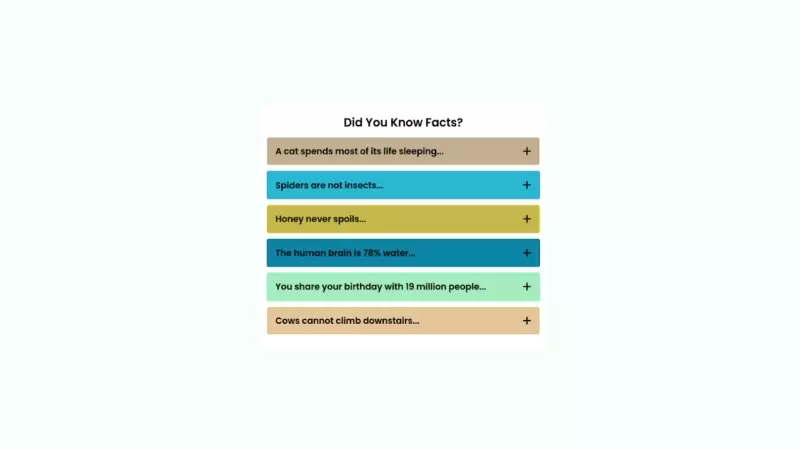 Did You Know Facts?
A cat spends most of its life sleeping...
Spiders are not insects...
Honey never spoils...
The human brain is 78% water...
You share your birthday with 19 million people...
Cows cannot climb downstairs...